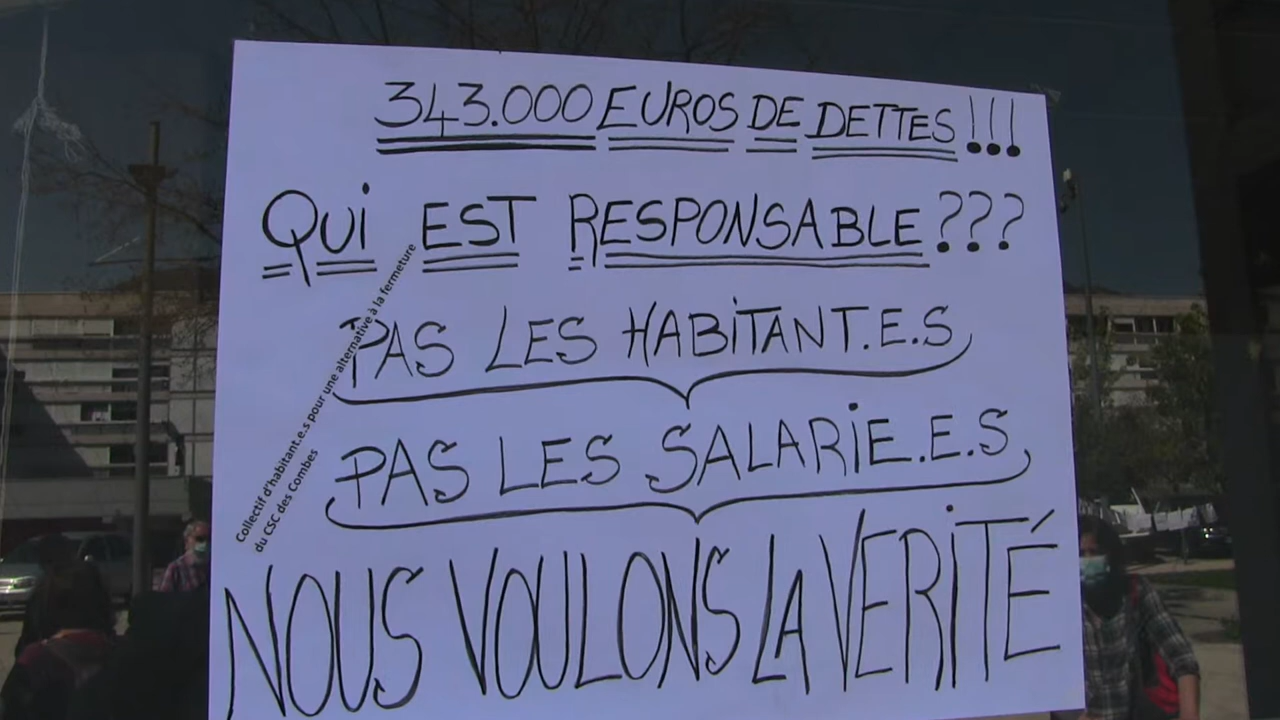 343.000 EUROS DE DETTES !!!
QUi EST RESPONSABLE ???
PAS LES HABiTANT.E.S
PAS LES SALARiE.E.S
NOUS VOULONS LA VERiTÉ
Collectif d'habitant.e.s pour une alternative à la fermeture
du CSC des Combes